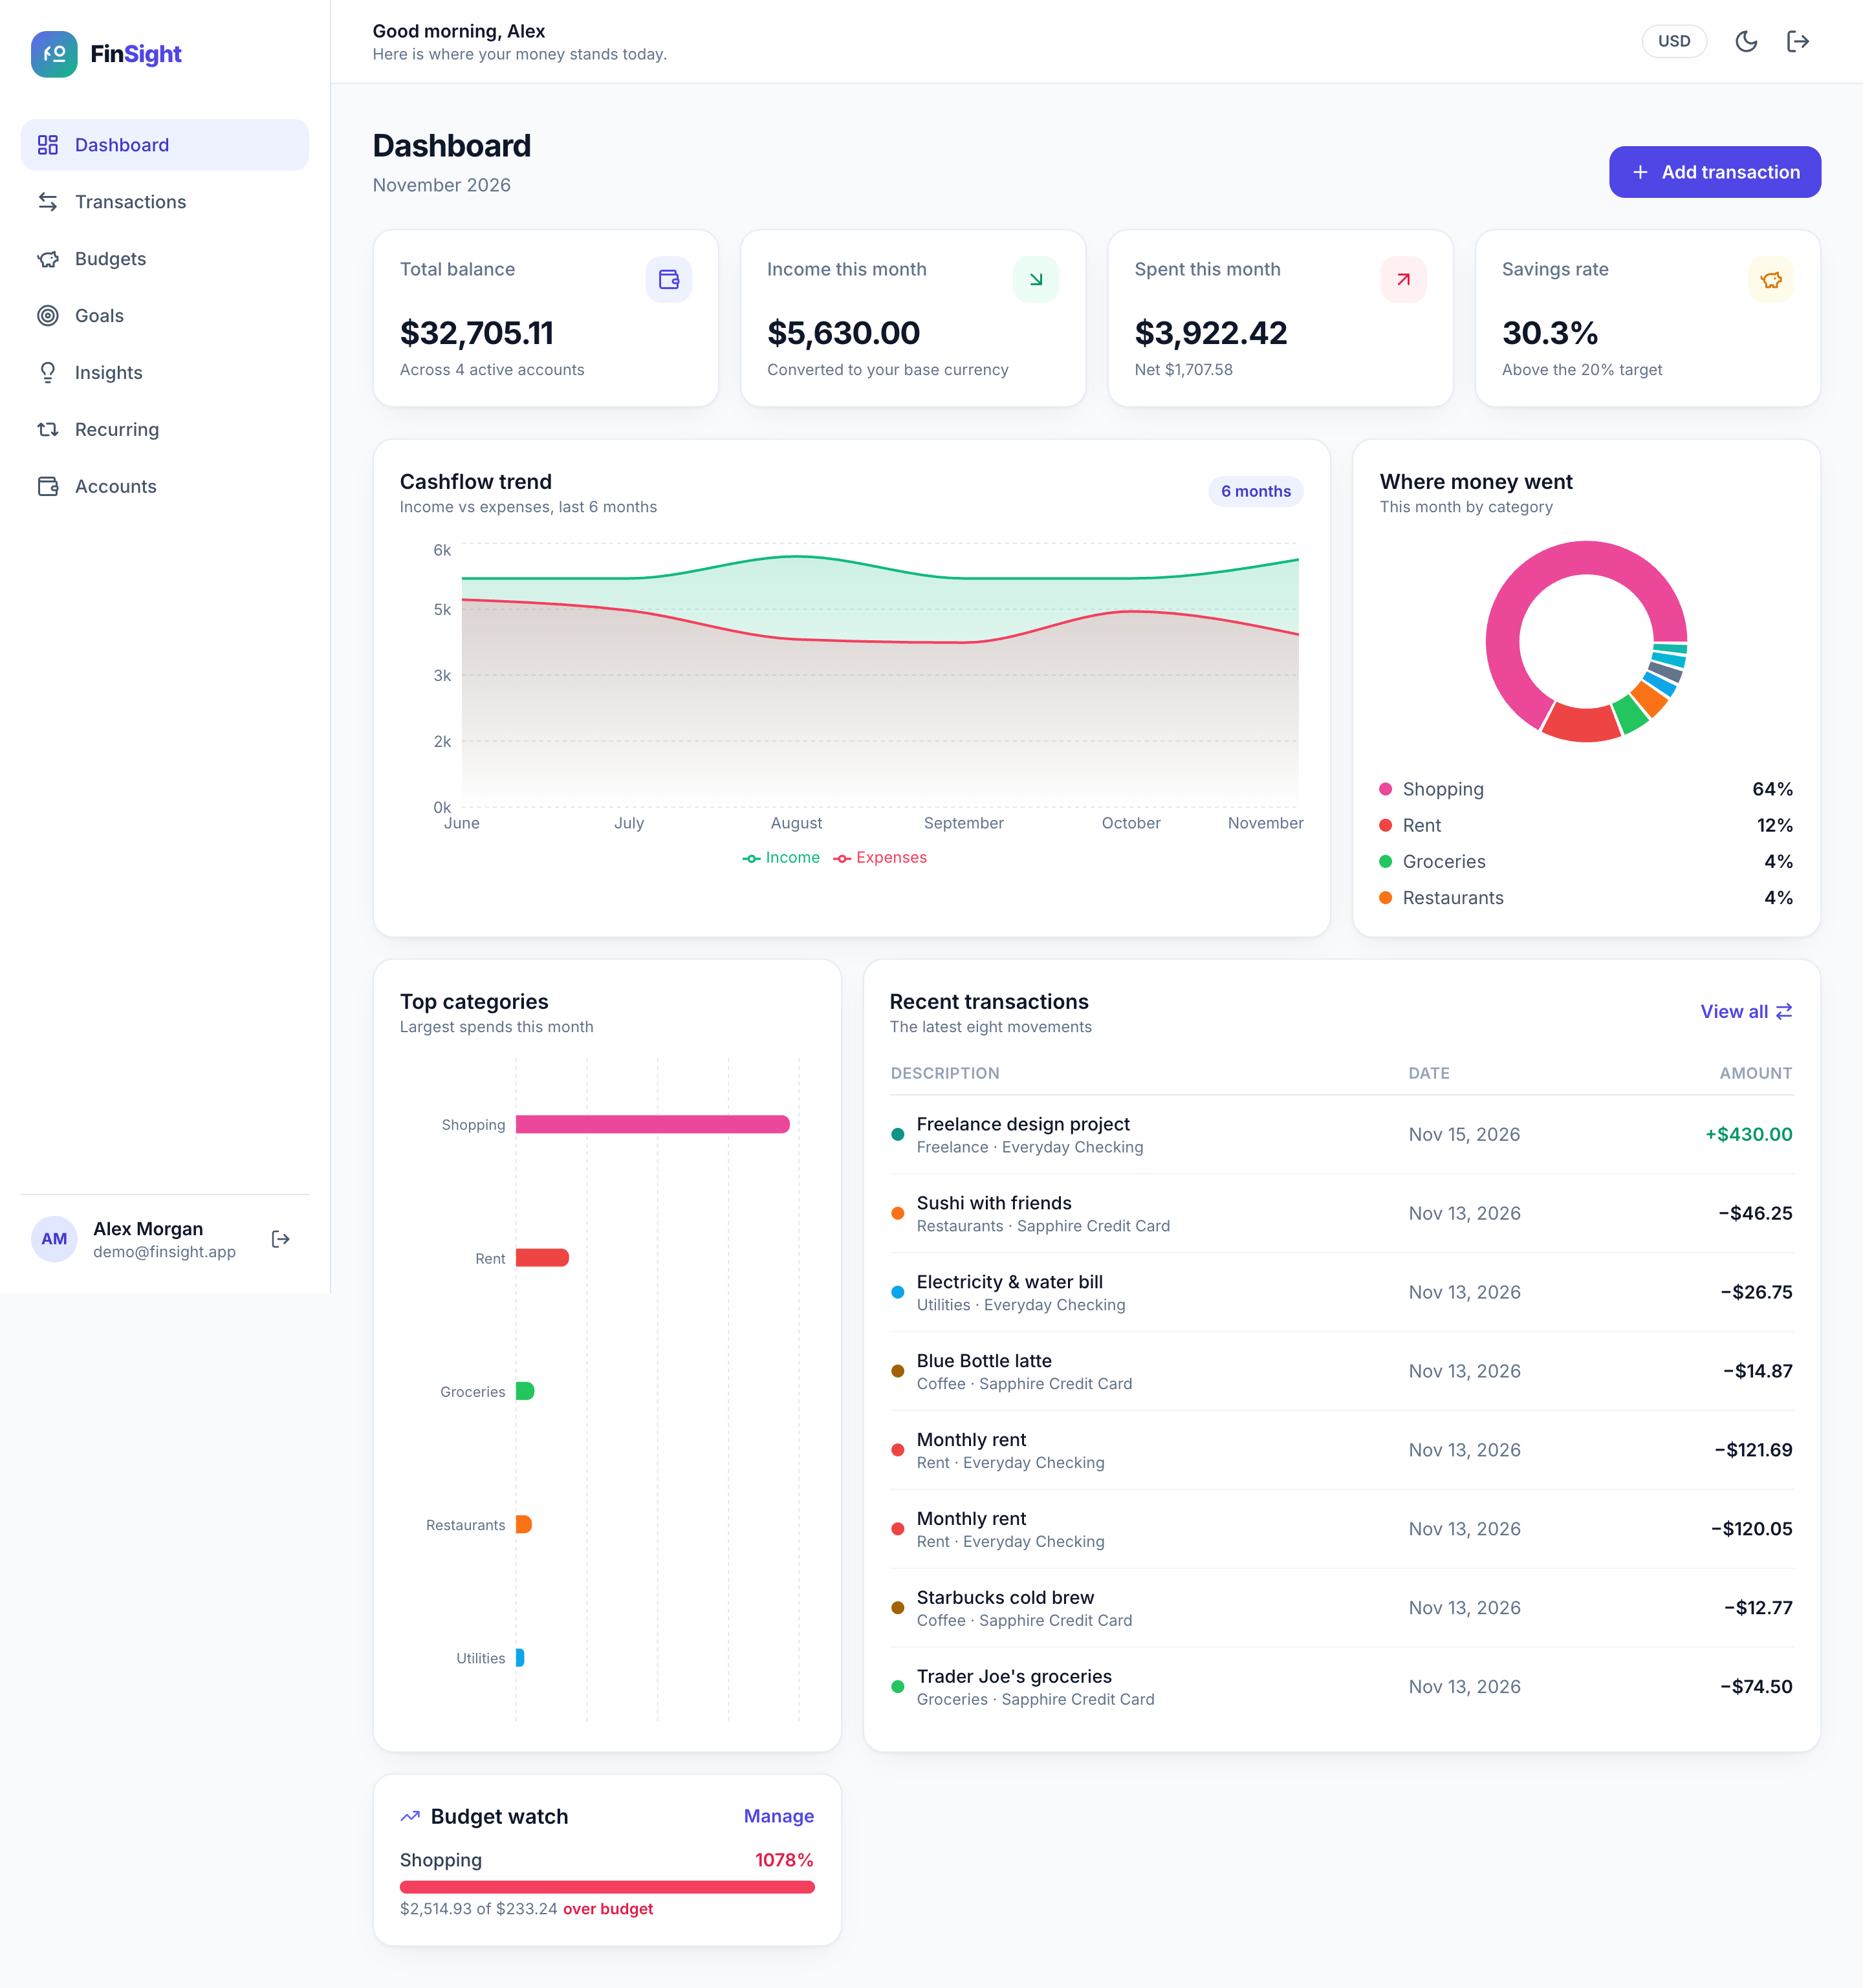 FinSight
Dashboard
Transactions
Budgets
Goals
Insights
Recurring
Accounts
AM
Alex Morgan
demo@finsight.app
Good morning, Alex
Here is where your money stands today.
USD
Dashboard
November 2026
Add transaction
Total balance
$32,705.11
Across 4 active accounts
Income this month
$5,630.00
Converted to your base currency
Spent this month
$3,922.42
Net $1,707.58
Savings rate
30.3%
Above the 20% target
Cashflow trend
Income vs expenses, last 6 months
6 months
6k
5k
3k
2k
0k
June July August September October November
Income Expenses
Where money went
This month by category
Shopping 64%
Rent 12%
Groceries 4%
Restaurants 4%
Top categories
Largest spends this month
Shopping
Rent
Groceries
Restaurants
Utilities
Recent transactions
The latest eight movements
View all
DESCRIPTION DATE AMOUNT
Freelance design project
Freelance · Everyday Checking
Nov 15, 2026 +$430.00
Sushi with friends
Restaurants · Sapphire Credit Card
Nov 13, 2026 −$46.25
Electricity & water bill
Utilities · Everyday Checking
Nov 13, 2026 −$26.75
Blue Bottle latte
Coffee · Sapphire Credit Card
Nov 13, 2026 −$14.87
Monthly rent
Rent · Everyday Checking
Nov 13, 2026 −$121.69
Monthly rent
Rent · Everyday Checking
Nov 13, 2026 −$120.05
Starbucks cold brew
Coffee · Sapphire Credit Card
Nov 13, 2026 −$12.77
Trader Joe's groceries
Groceries · Sapphire Credit Card
Nov 13, 2026 −$74.50
Budget watch
Manage
Shopping 1078%
$2,514.93 of $233.24 over budget